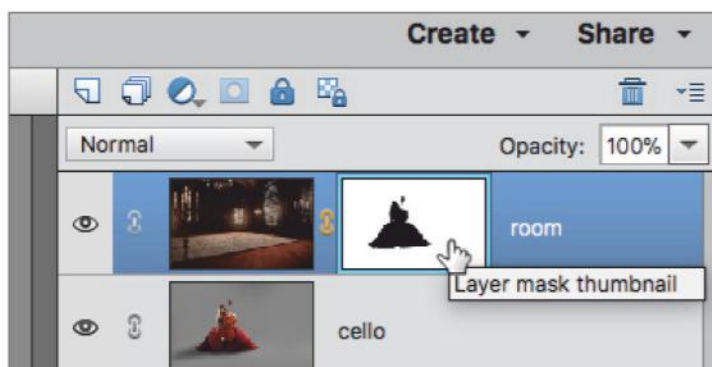 Create Share
Normal Opacity: 100%
room
Layer mask thumbnail
cello